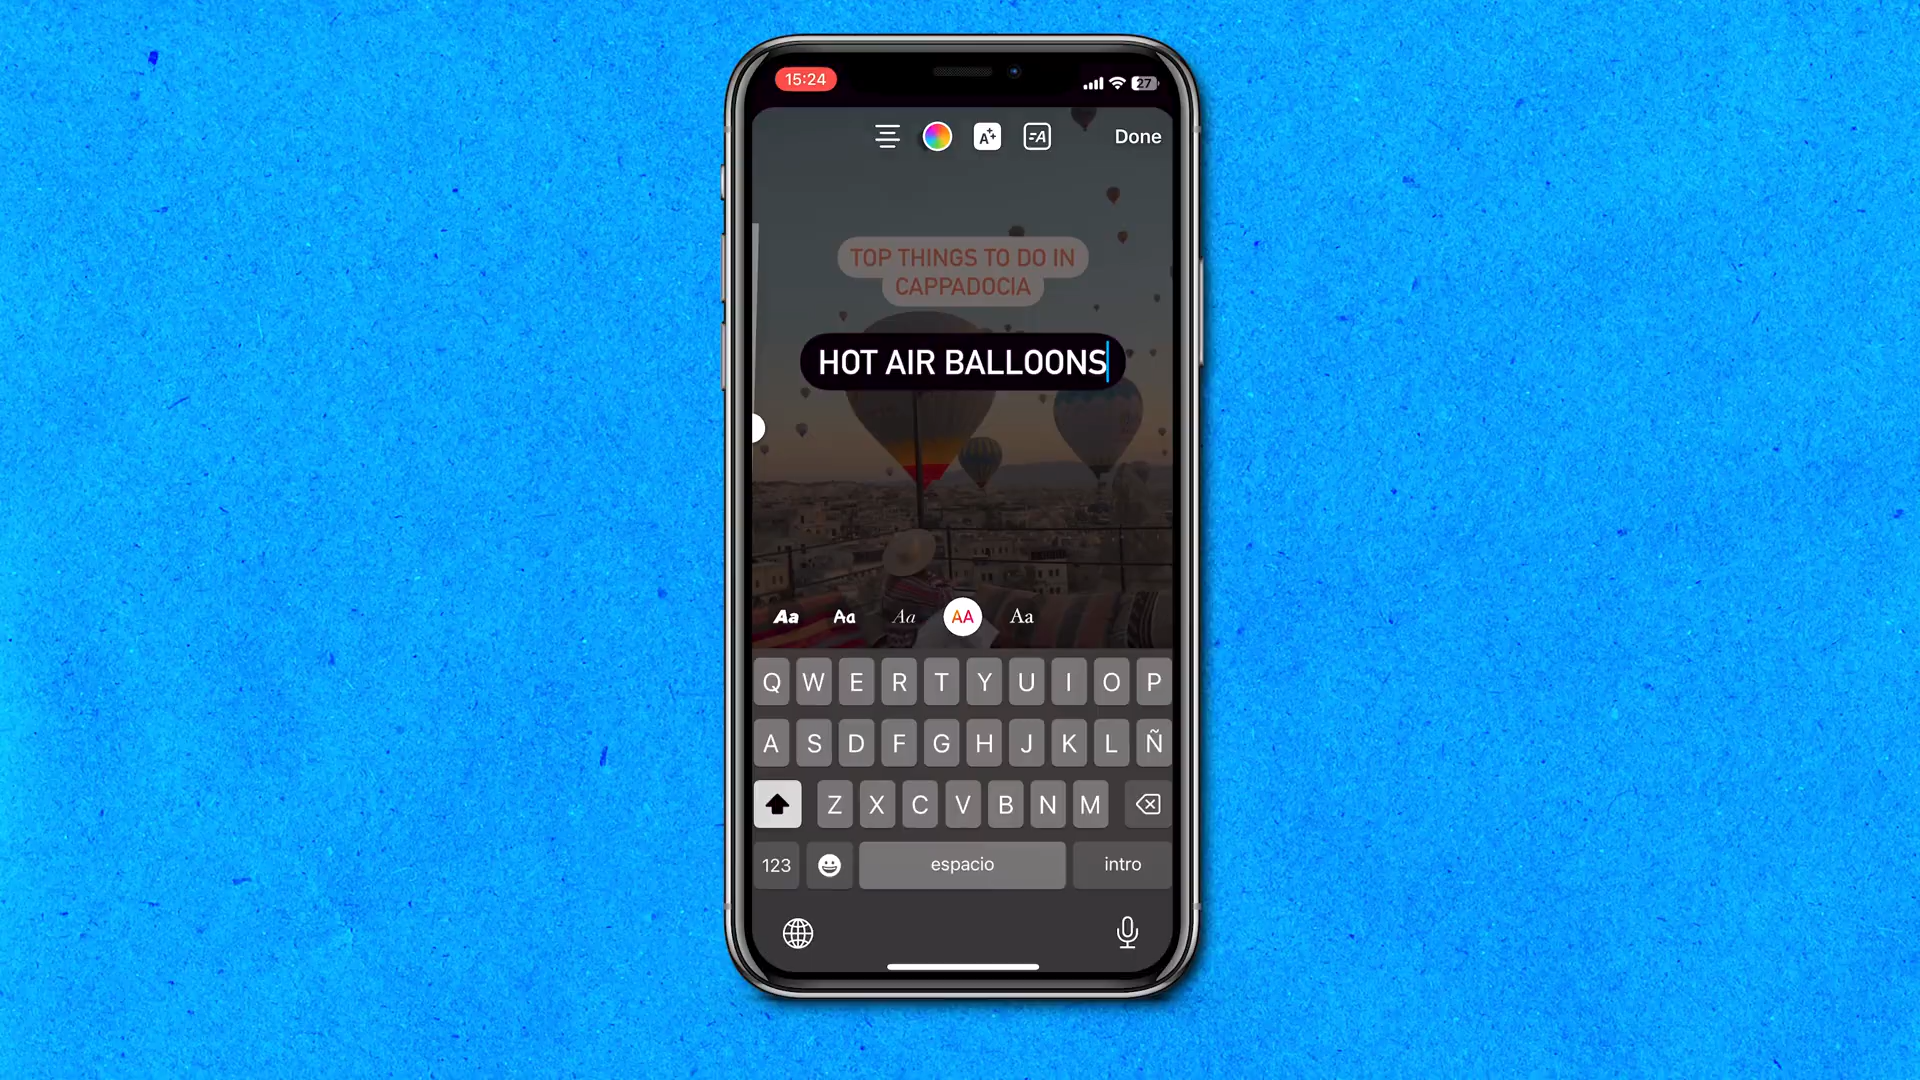 15:24
27
Done
TOP THINGS TO DO IN
CAPPADOCIA
HOT AIR BALLOONS
Aa Aa Aa AA Aa
Q W E R T Y U I O P
A S D F G H J K L Ñ
Z X C V B N M
123 espacio intro